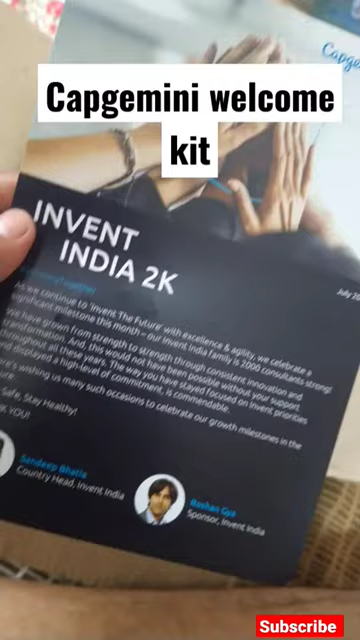 Capge
Capgemini welcome
kit
INVENT
INDIA 2K
July 20
As we continue to 'Invent The Future' with excellence & agility, we celebrate a
significant milestone this month – our Invent India family is 2000 consultants strong!
We have grown from strength to strength through consistent innovation and
transformation. And, this would not have been possible without your support
throughout all these years. The way you have stayed focused on Invent priorities
displayed a high-level of commitment, is commendable.
wishing us many such occasions to celebrate our growth milestones in the
Safe, Stay Healthy!
YOU!
Sandeep Bhatia
Country Head, Invent India
Roshan Gya
Sponsor, Invent India
Subscribe